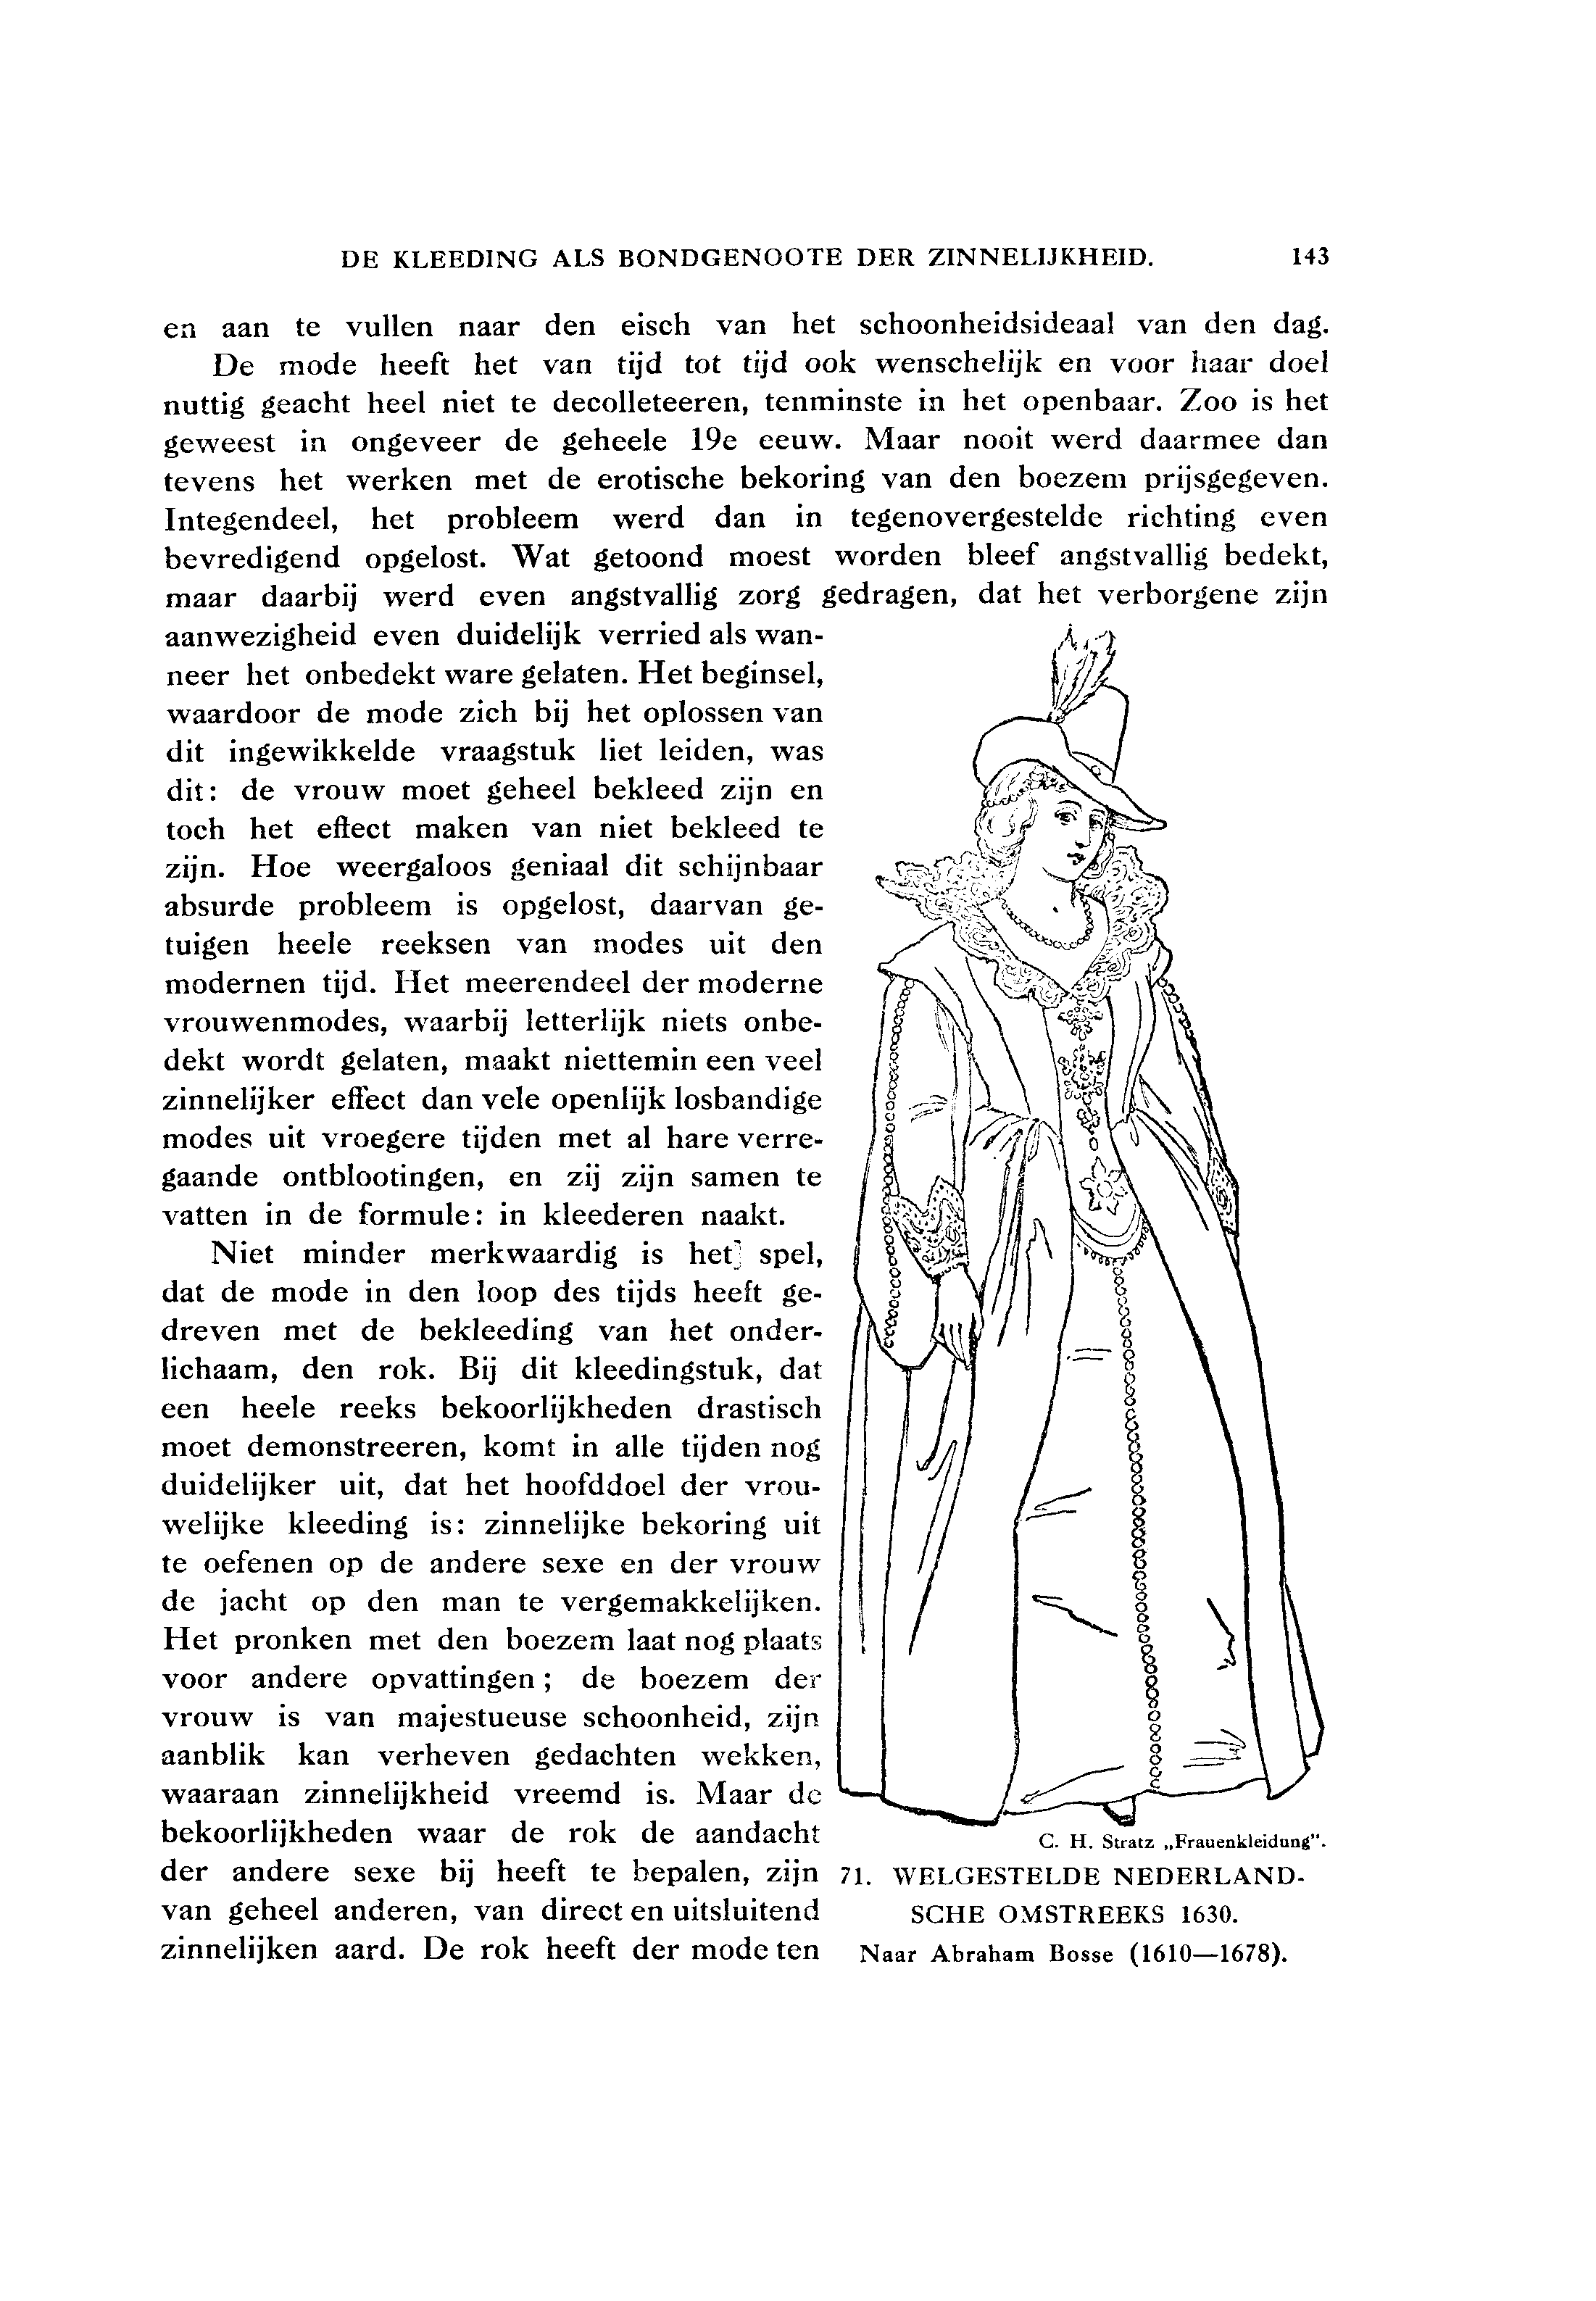 DE KLEEDING ALS BONDGENOOTE DER ZINNELIJKHEID. 143
en aan te vullen naar den eisch van het schoonheidsideaal van den dag.
De mode heeft het van tijd tot tijd ook wenschelijk en voor haar doel
nuttig geacht heel niet te decolleteeren, tenminste in het openbaar. Zoo is het
geweest in ongeveer de geheele 19e eeuw. Maar nooit werd daarmee dan
tevens het werken met de erotische bekoring van den boezem prijsgegeven.
Integendeel, het probleem werd dan in tegenovergestelde richting even
bevredigend opgelost. Wat getoond moest worden bleef angstvallig bedekt,
maar daarbij werd even angstvallig zorg gedragen, dat het verborgene zijn
aanwezigheid even duidelijk verried als wan-
neer het onbedekt ware gelaten. Het beginsel,
waardoor de mode zich bij het oplossen van
dit ingewikkelde vraagstuk liet leiden, was
dit: de vrouw moet geheel bekleed zijn en
toch het effect maken van niet bekleed te
zijn. Hoe weergaloos geniaal dit schijnbaar
absurde probleem is opgelost, daarvan ge-
tuigen heele reeksen van modes uit den
modernen tijd. Het meerendeel der moderne
vrouwenmodes, waarbij letterlijk niets onbe-
dekt wordt gelaten, maakt niettemin een veel
zinnelijker effect dan vele openlijk losbandige
modes uit vroegere tijden met al hare verre-
gaande ontblootingen, en zij zijn samen te
vatten in de formule: in kleederen naakt.
Niet minder merkwaardig is het spel,
dat de mode in den loop des tijds heeft ge-
dreven met de bekleeding van het onder-
lichaam, den rok. Bij dit kleedingstuk, dat
een heele reeks bekoorlijkheden drastisch
moet demonstreeren, komt in alle tijden nog
duidelijker uit, dat het hoofddoel der vrou-
welijke kleeding is: zinnelijke bekoring uit
te oefenen op de andere sexe en der vrouw
de jacht op den man te vergemakkelijken.
Het pronken met den boezem laat nog plaats
voor andere opvattingen; de boezem der
vrouw is van majestueuse schoonheid, zijn
aanblik kan verheven gedachten wekken,
waaraan zinnelijkheid vreemd is. Maar de
bekoorlijkheden waar de rok de aandacht
der andere sexe bij heeft te bepalen, zijn
van geheel anderen, van direct en uitsluitend
zinnelijken aard. De rok heeft der mode ten
C. H. Stratz „Frauenkleidung".
71. WELGESTELDE NEDERLAND-
SCHE OMSTREEKS 1630.
Naar Abraham Bosse (1610—1678).